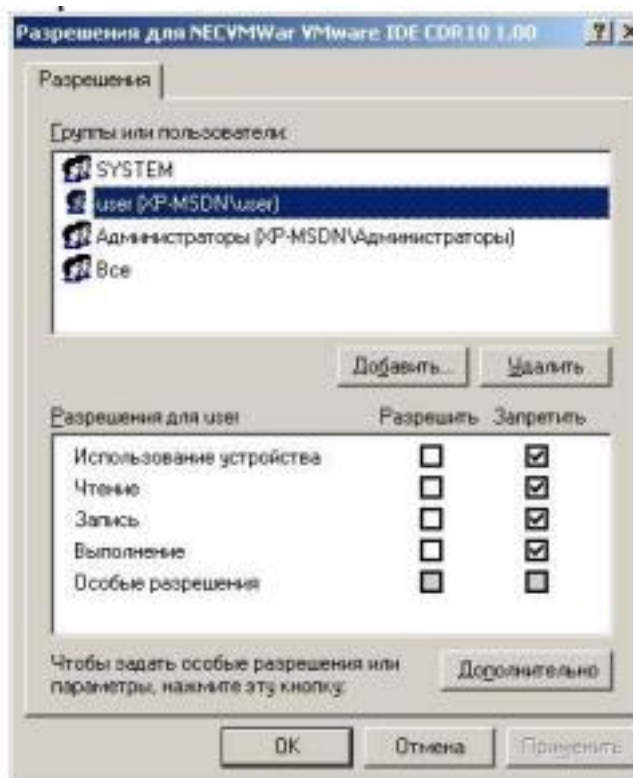 Разрешения для NECVMWar VMware IDE CDR10 1.00
Разрешения
Группы или пользователи:
SYSTEM
user (XP-MSDN\user)
Администраторы (XP-MSDN\Администраторы)
Все
Добавить... Удалить
Разрешения для user Разрешить Запретить
Использование устройства
Чтение
Запись
Выполнение
Особые разрешения
Чтобы задать особые разрешения или
параметры, нажмите эту кнопку: Дополнительно
OK Отмена Применить